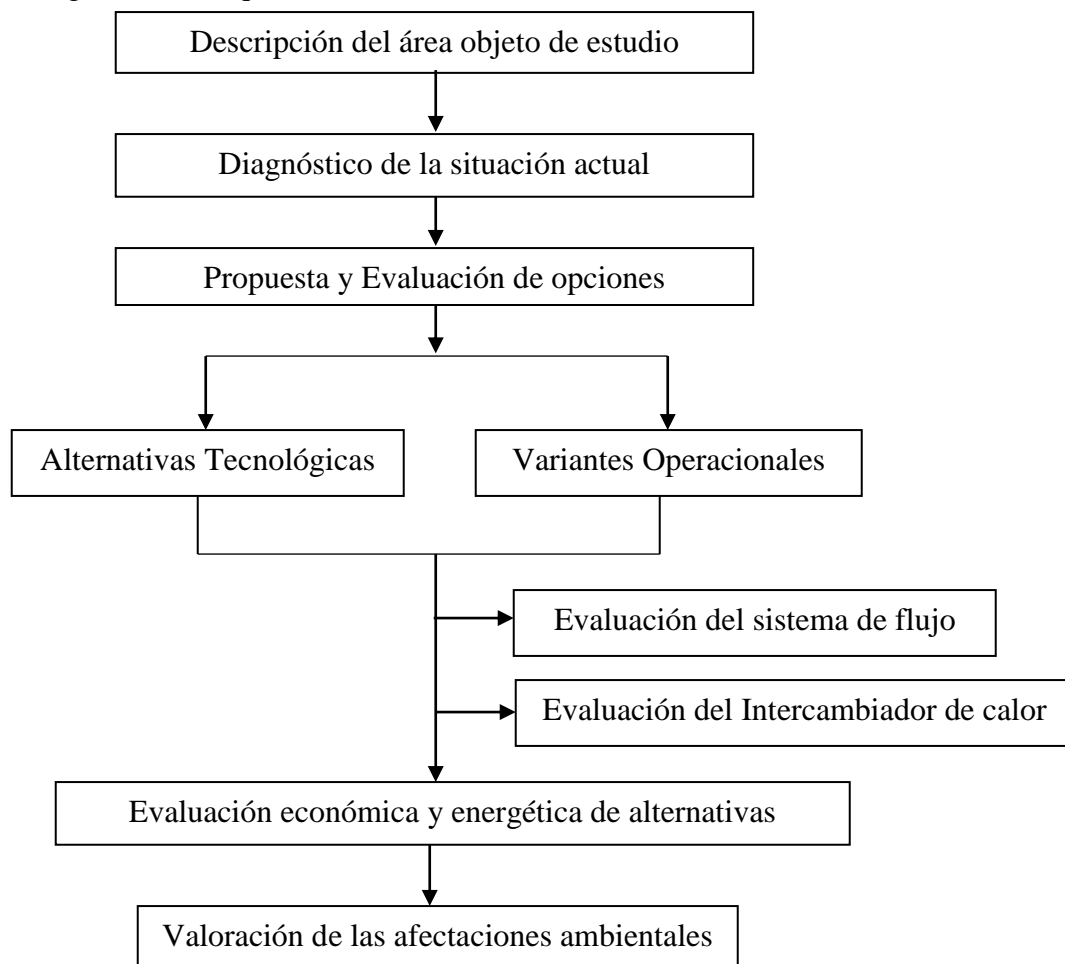 Descripción del área objeto de estudio
Diagnóstico de la situación actual
Propuesta y Evaluación de opciones
Alternativas Tecnológicas
Variantes Operacionales
Evaluación del sistema de flujo
Evaluación del Intercambiador de calor
Evaluación económica y energética de alternativas
Valoración de las afectaciones ambientales